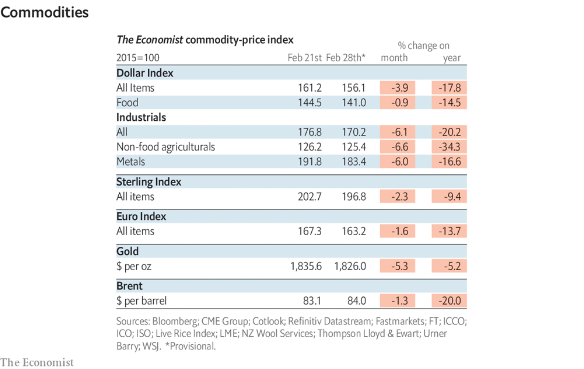 Commodities
The Economist commodity-price index
% change on
2015=100 Feb 21st Feb 28th* month year
Dollar Index
All Items 161.2 156.1 -3.9 -17.8
Food 144.5 141.0 -0.9 -14.5
Industrials
All 176.8 170.2 -6.1 -20.2
Non-food agriculturals 126.2 125.4 -6.6 -34.3
Metals 191.8 183.4 -6.0 -16.6
Sterling Index
All items 202.7 196.8 -2.3 -9.4
Euro Index
All items 167.3 163.2 -1.6 -13.7
Gold
$ per oz 1,835.6 1,826.0 -5.3 -5.2
Brent
$ per barrel 83.1 84.0 -1.3 -20.0
Sources: Bloomberg; CME Group; Cotlook; Refinitiv Datastream; Fastmarkets; FT; ICCO;
ICO; ISO; Live Rice Index; LME; NZ Wool Services; Thompson Lloyd & Ewart; Urner
Barry; WSJ. *Provisional.
The Economist